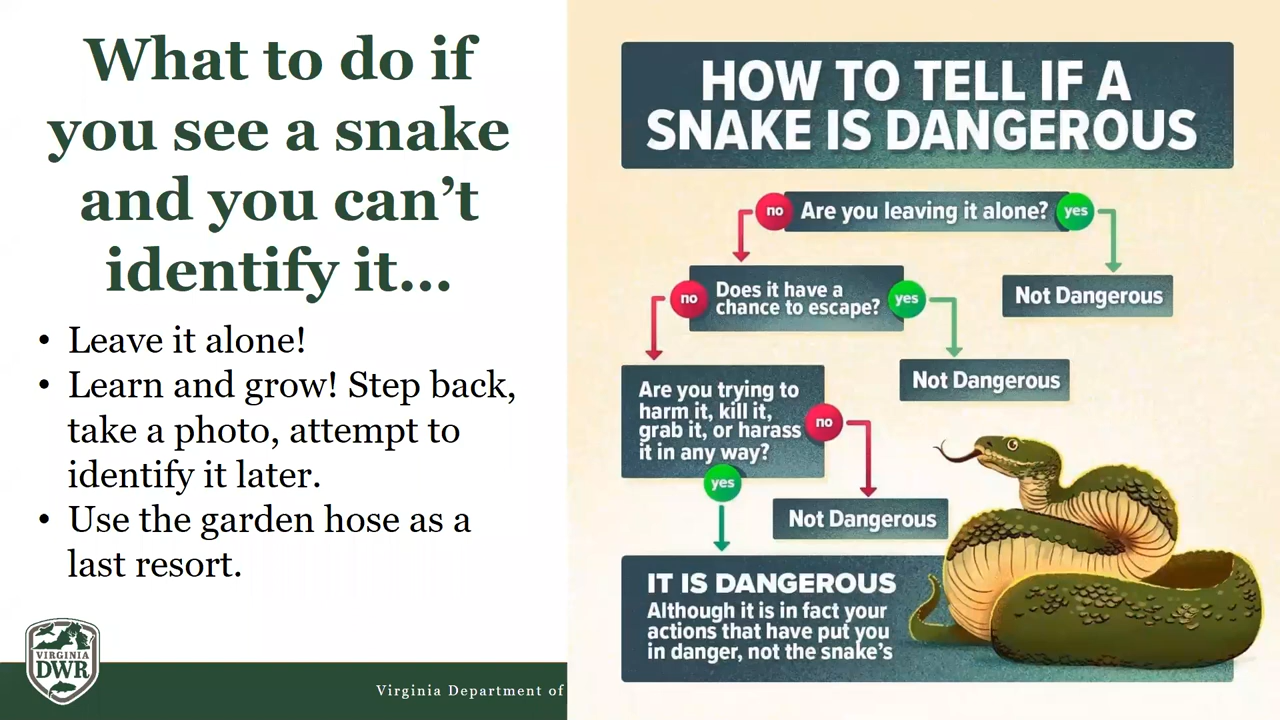 What to do if
you see a snake
and you can't
identify it...
• Leave it alone!
• Learn and grow! Step back,
take a photo, attempt to
identify it later.
• Use the garden hose as a
last resort.
VIRGINIA
DWR
Virginia Department of
HOW TO TELL IF A
SNAKE IS DANGEROUS
no
Are you leaving it alone?
yes
Not Dangerous
no
Does it have a
chance to escape?
yes
Not Dangerous
Are you trying to
harm it, kill it,
grab it, or harass
it in any way?
no
yes
Not Dangerous
IT IS DANGEROUS
Although it is in fact your
actions that have put you
in danger, not the snake's